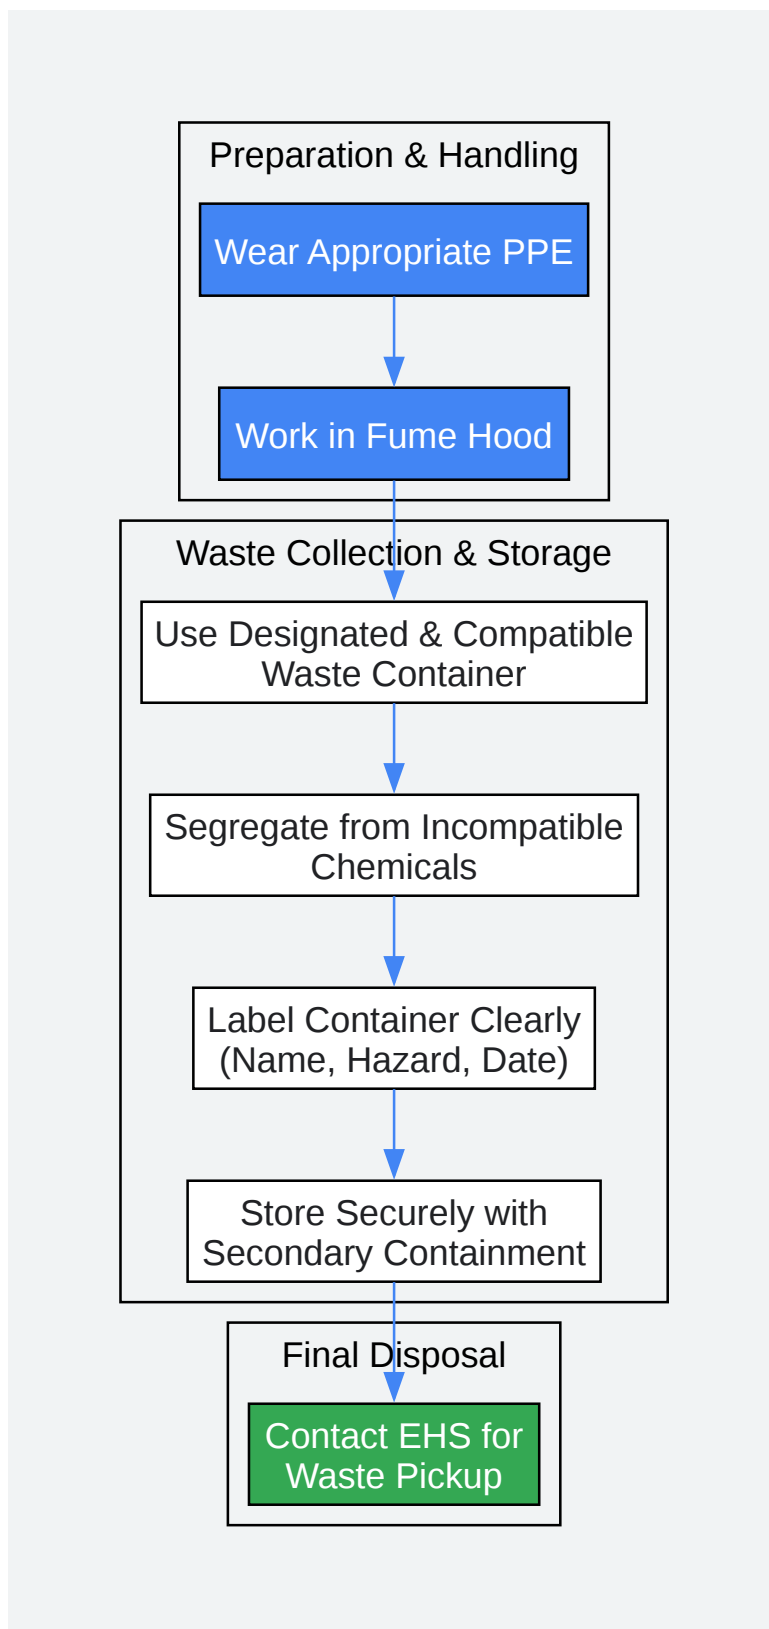 Preparation & Handling
Wear Appropriate PPE
Work in Fume Hood
Waste Collection & Storage
Use Designated & Compatible
Waste Container
Segregate from Incompatible
Chemicals
Label Container Clearly
(Name, Hazard, Date)
Store Securely with
Secondary Containment
Final Disposal
Contact EHS for
Waste Pickup